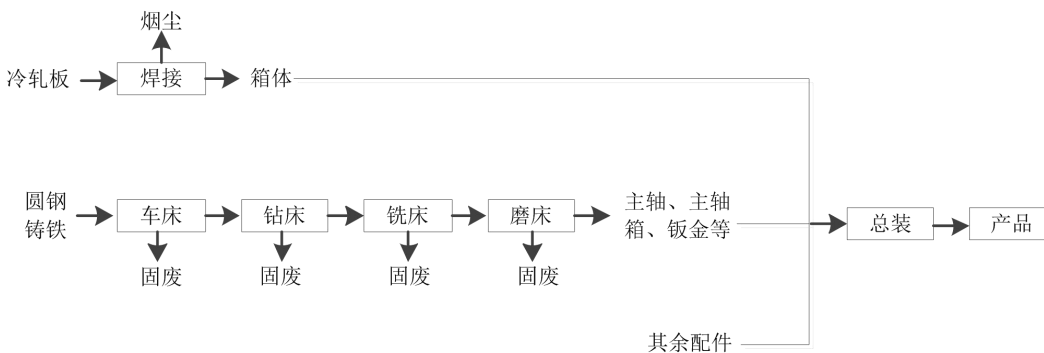 烟尘
冷轧板
焊接
箱体
圆钢
铸铁
车床
钻床
铣床
磨床
主轴、主轴
箱、钣金等
总装
产品
固废
固废
固废
固废
其余配件